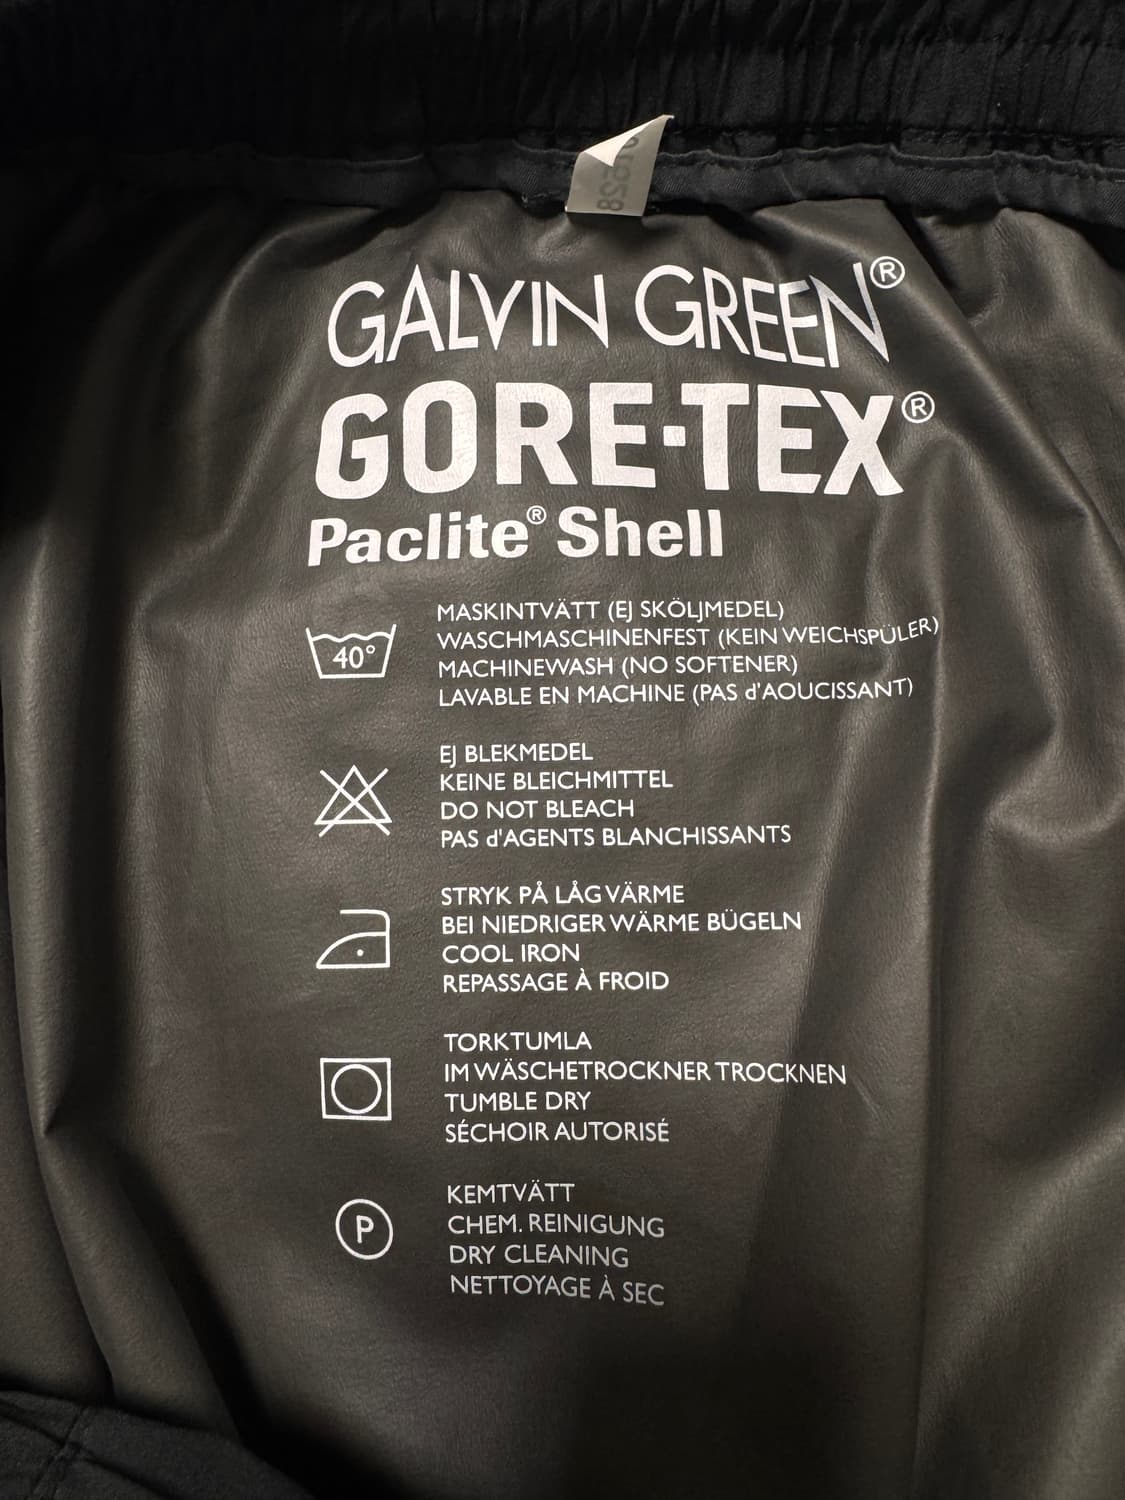 GALVIN GREEN®
GORE-TEX®
Paclite® Shell
40°
MASKINTVÄTT (EJ SKÖLJMEDEL)
WASCHMASCHINENFEST (KEIN WEICHSPÜLER)
MACHINEWASH (NO SOFTENER)
LAVABLE EN MACHINE (PAS d'AOUCISSANT)
EJ BLEKMEDEL
KEINE BLEICHMITTEL
DO NOT BLEACH
PAS d'AGENTS BLANCHISSANTS
STRYK PÅ LÅG VÄRME
BEI NIEDRIGER WÄRME BÜGELN
COOL IRON
REPASSAGE À FROID
TORKTUMLA
IM WÄSCHETROCKNER TROCKNEN
TUMBLE DRY
SÉCHOIR AUTORISÉ
P
KEMTVÄTT
CHEM. REINIGUNG
DRY CLEANING
NETTOYAGE À SEC